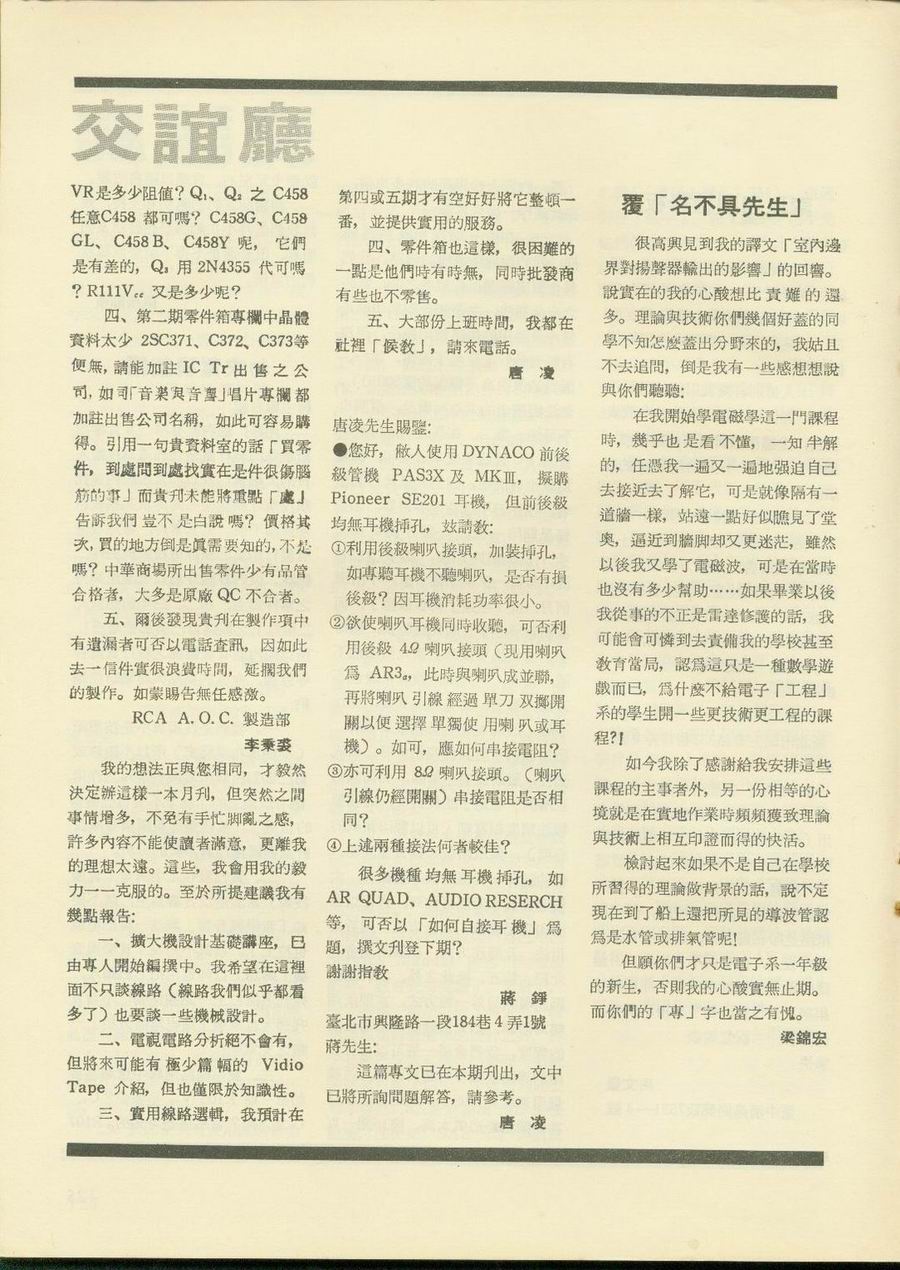 交誼廳
VR是多少阻値？Q₁、Q₂ 之 C458
任意C458 都可嗎？C458G、C458
GL、C458 B、C458Y 呢，它們
是有差的，Q₃ 用 2N4355 代可嗎
？R111Vcc 又是多少呢？
四、第二期零件箱專欄中晶體
資料太少 2SC371、C372、C373等
便無，請能加註 IC Tr 出售之公
司，如司「音樂與音響」唱片專欄都
加註出售公司名稱，如此可容易購
得。引用一句貴資料室的話「買零
件，到處問到處找實在是件很傷腦
筋的事」而貴刋未能將重點「處」
告訴我們 豈不 是白說 嗎？價格其
次，買的地方倒是眞需要知的，不是
嗎？中華商場所出售零件少有品管
合格者，大多是原廠 QC 不合者。
五、爾後發現貴刋在製作項中
有遺漏者可否以電話查訊，因如此
去一信件實很浪費時間，延擱我們
的製作。如蒙賜告無任感激。
RCA A.O.C. 製造部
李秉裘
我的想法正與您相同，才毅然
決定辦這樣一本月刋，但突然之間
事情增多，不免有手忙脚亂之感，
許多內容不能使讀者滿意，更離我
的理想太遠。這些，我會用我的毅
力一一克服的。至於所提建議我有
幾點報告：
一、擴大機設計基礎講座，已
由專人開始編撰中。我希望在這裡
面不只談線路（線路我們似乎都看
多了）也要談一些機械設計。
二、電視電路分析絕不會有，
但將來可能有 極少篇 幅的 Vidio
Tape 介紹，但也僅限於知識性。
三、實用線路選輯，我預計在
第四或五期才有空好好將它整頓一
番，並提供實用的服務。
四、零件箱也這樣，很困難的
一點是他們時有時無，同時批發商
有些也不零售。
五、大部份上班時間，我都在
社裡「候教」，請來電話。
唐 凌
唐凌先生賜鑒：
●您好，敝人使用 DYNACO 前後
級管機 PAS3X 及 MKⅢ，擬購
Pioneer SE201 耳機，但前後級
均無耳機揷孔，玆請敎：
①利用後級喇叭接頭，加裝揷孔，
如專聽耳機不聽喇叭，是否有損
後級？因耳機消耗功率很小。
②欲使喇叭耳機同時收聽，可否利
用後級 4Ω 喇叭接頭（現用喇叭
爲 AR3a，此時與喇叭成並聯，
再將喇叭 引線 經過 單刀 双擲開
關以便 選擇 單獨使 用喇 叭或耳
機）。如可，應如何串接電阻？
③亦可利用 8Ω 喇叭接頭。（喇叭
引線仍經開關）串接電阻是否相
同？
④上述兩種接法何者較佳？
很多機種 均無 耳機 揷孔，如
AR QUAD、AUDIO RESERCH
等，可否以「如何自接耳 機」爲
題，撰文刋登下期？
謝謝指敎
蔣 錚
臺北市興隆路一段184巷 4 弄1號
蔣先生：
這篇專文已在本期刋出，文中
已將所詢問題解答，請參考。
唐 凌
覆「名不具先生」
很高興見到我的譯文「室內邊
界對揚聲器輸出的影響」的回響。
說實在的我的心酸想比 責 難 的 還
多。理論與技術你們幾個好蓋的同
學不知怎麼蓋出分野來的，我姑且
不去追問，倒是我有一些感想想說
與你們聽聽：
在我開始學電磁學這一門課程
時，幾乎也 是看 不懂，一知 半解
的，任憑我一遍又一遍地强迫自己
去接近去了解它，可是就像隔有一
道牆一樣，站遠一點好似瞧見了堂
奧，逼近到牆脚却又更迷茫，雖然
以後我又學了電磁波，可是在當時
也沒有多少幫助……如果畢業以後
我從事的不正是雷達修護的話，我
可能會可憐到去責備我的學校甚至
敎育當局，認爲這只是一種數學遊
戲而已，爲什麼不給電子「工程」
系的學生開一些更技術更工程的課
程?!
如今我除了感謝給我安排這些
課程的主事者外，另一份相等的心
境就是在實地作業時頻頻獲致理論
與技術上相互印證而得的快活。
檢討起來如果不是自己在學校
所習得的理論做背景的話，說不定
現在到了船上還把所見的導波管認
爲是水管或排氣管呢！
但願你們才只是電子系一年級
的新生，否則我的心酸實無止期。
而你們的「專」字也當之有愧。
梁錦宏